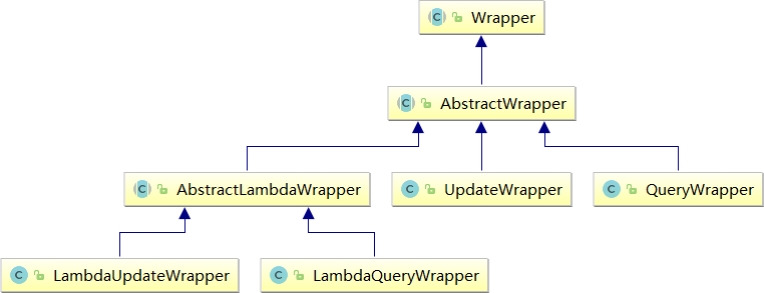 C Wrapper
C AbstractWrapper
C AbstractLambdaWrapper
C UpdateWrapper
C QueryWrapper
C LambdaUpdateWrapper
C LambdaQueryWrapper